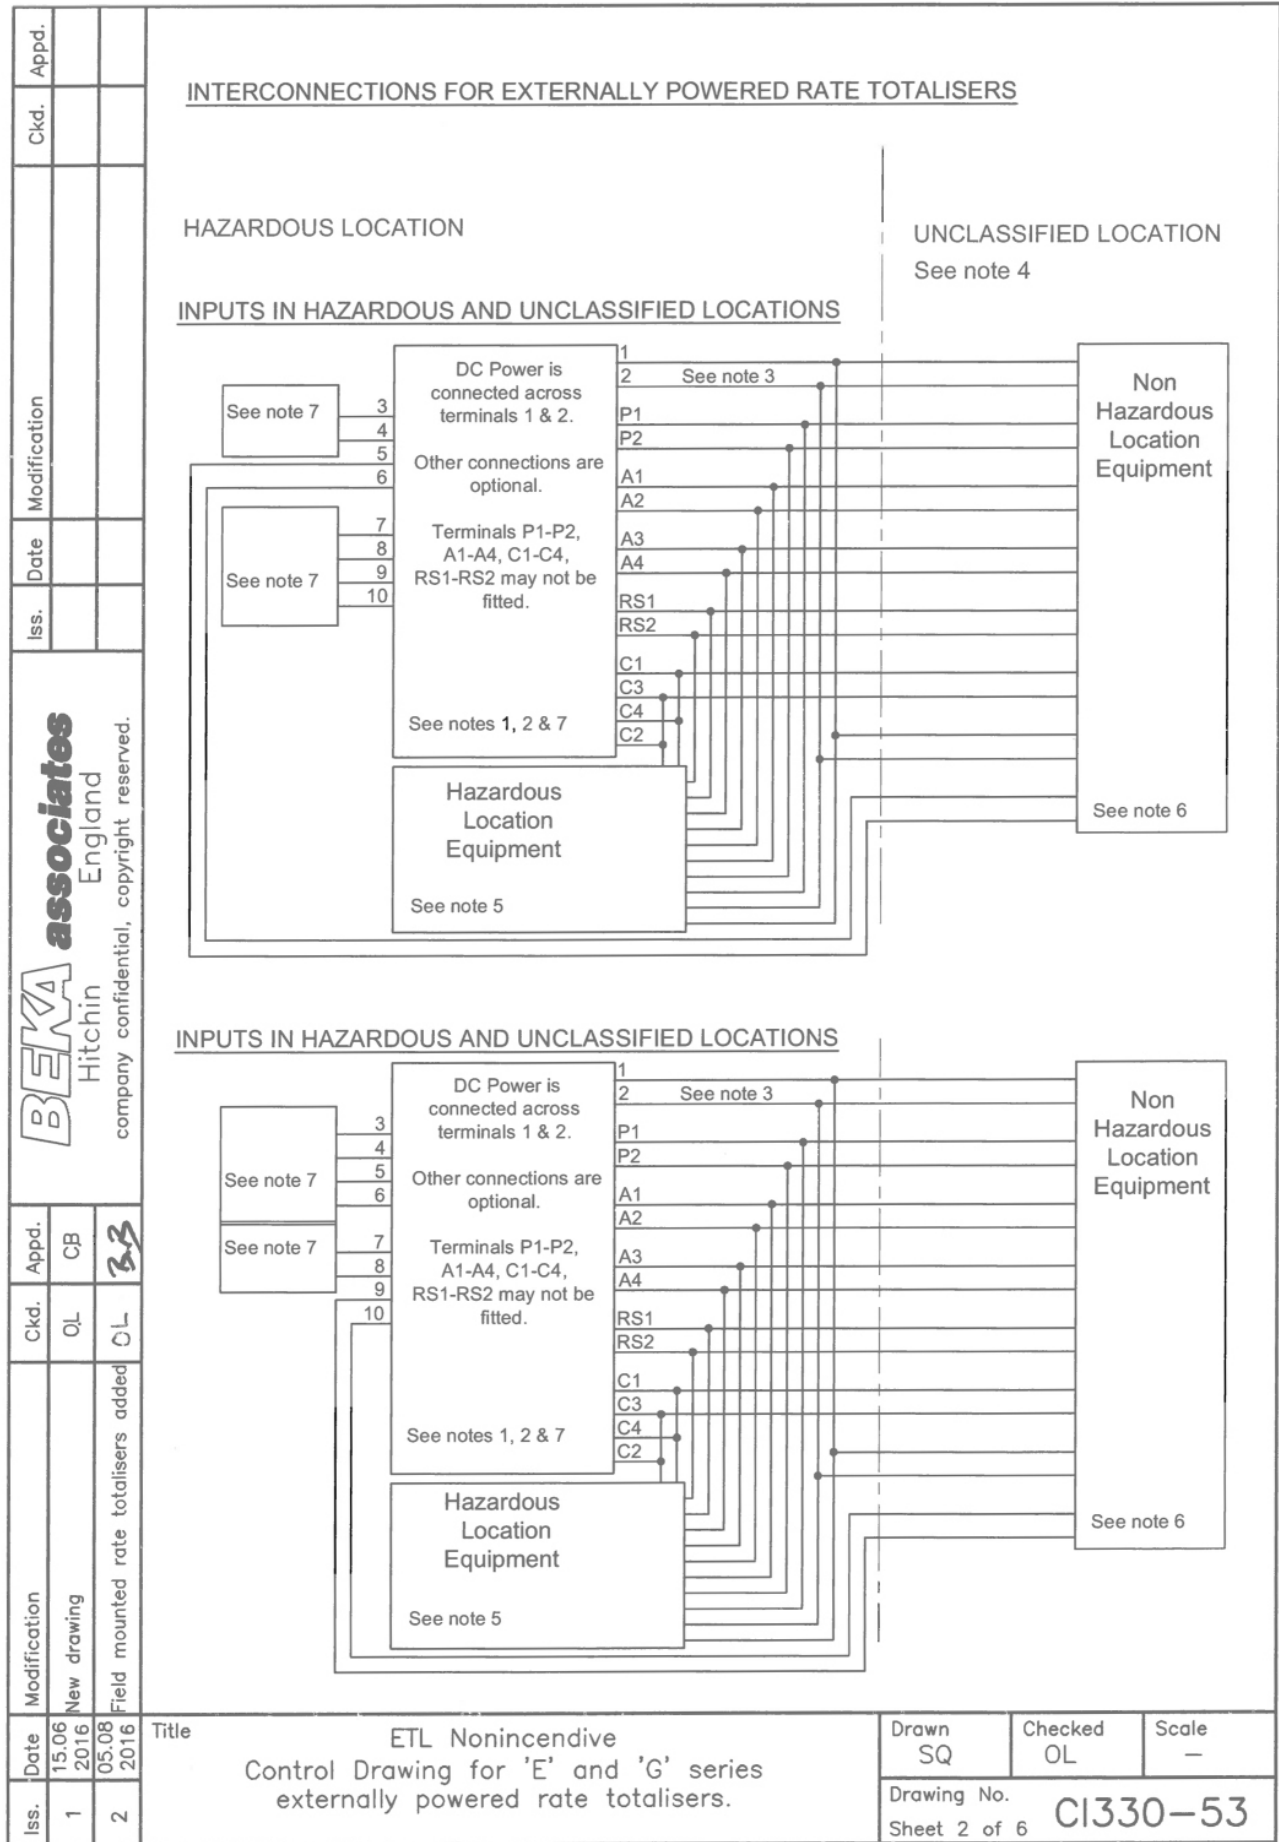 INTERCONNECTIONS FOR EXTERNALLY POWERED RATE TOTALISERS
HAZARDOUS LOCATION
UNCLASSIFIED LOCATION
See note 4
INPUTS IN HAZARDOUS AND UNCLASSIFIED LOCATIONS
DC Power is
connected across
terminals 1 & 2.
Other connections are
optional.
Terminals P1-P2,
A1-A4, C1-C4,
RS1-RS2 may not be
fitted.
See notes 1, 2 & 7
See note 7
See note 7
3
4
5
6
7
8
9
10
1
2
See note 3
P1
P2
A1
A2
A3
A4
RS1
RS2
C1
C3
C4
C2
Non
Hazardous
Location
Equipment
See note 6
Hazardous
Location
Equipment
See note 5
INPUTS IN HAZARDOUS AND UNCLASSIFIED LOCATIONS
DC Power is
connected across
terminals 1 & 2.
Other connections are
optional.
Terminals P1-P2,
A1-A4, C1-C4,
RS1-RS2 may not be
fitted.
See notes 1, 2 & 7
See note 7
See note 7
3
4
5
6
7
8
9
10
1
2
See note 3
P1
P2
A1
A2
A3
A4
RS1
RS2
C1
C3
C4
C2
Non
Hazardous
Location
Equipment
See note 6
Hazardous
Location
Equipment
See note 5
Iss. Date Modification Ckd. Appd.
BEKA associates
Hitchin England
company confidential, copyright reserved.
Iss. Date Modification Ckd. Appd.
1 15.06 2016 New drawing OL CB
2 05.08 2016 Field mounted rate totalisers added OL
Title
ETL Nonincendive
Control Drawing for 'E' and 'G' series
externally powered rate totalisers.
Drawn
SQ
Checked
OL
Scale
–
Drawing No.
CI330–53
Sheet 2 of 6